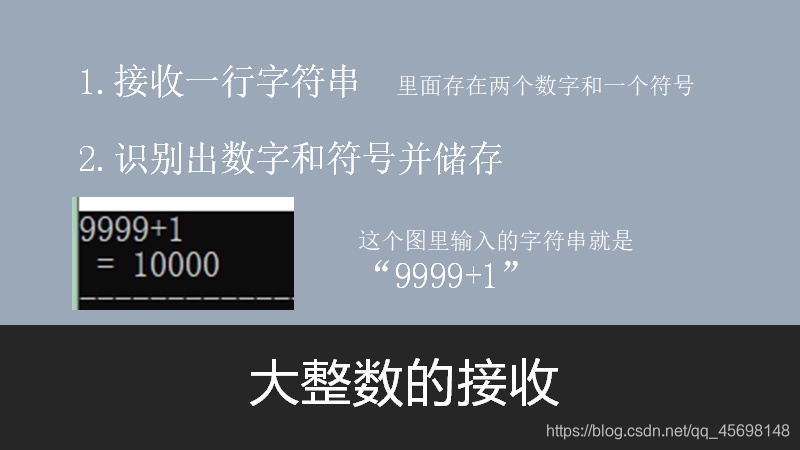 1.接收一行字符串 里面存在两个数字和一个符号
2.识别出数字和符号并储存
9999+1
= 10000
这个图里输入的字符串就是
“9999+1”
大整数的接收
https://blog.csdn.net/qq_45698148